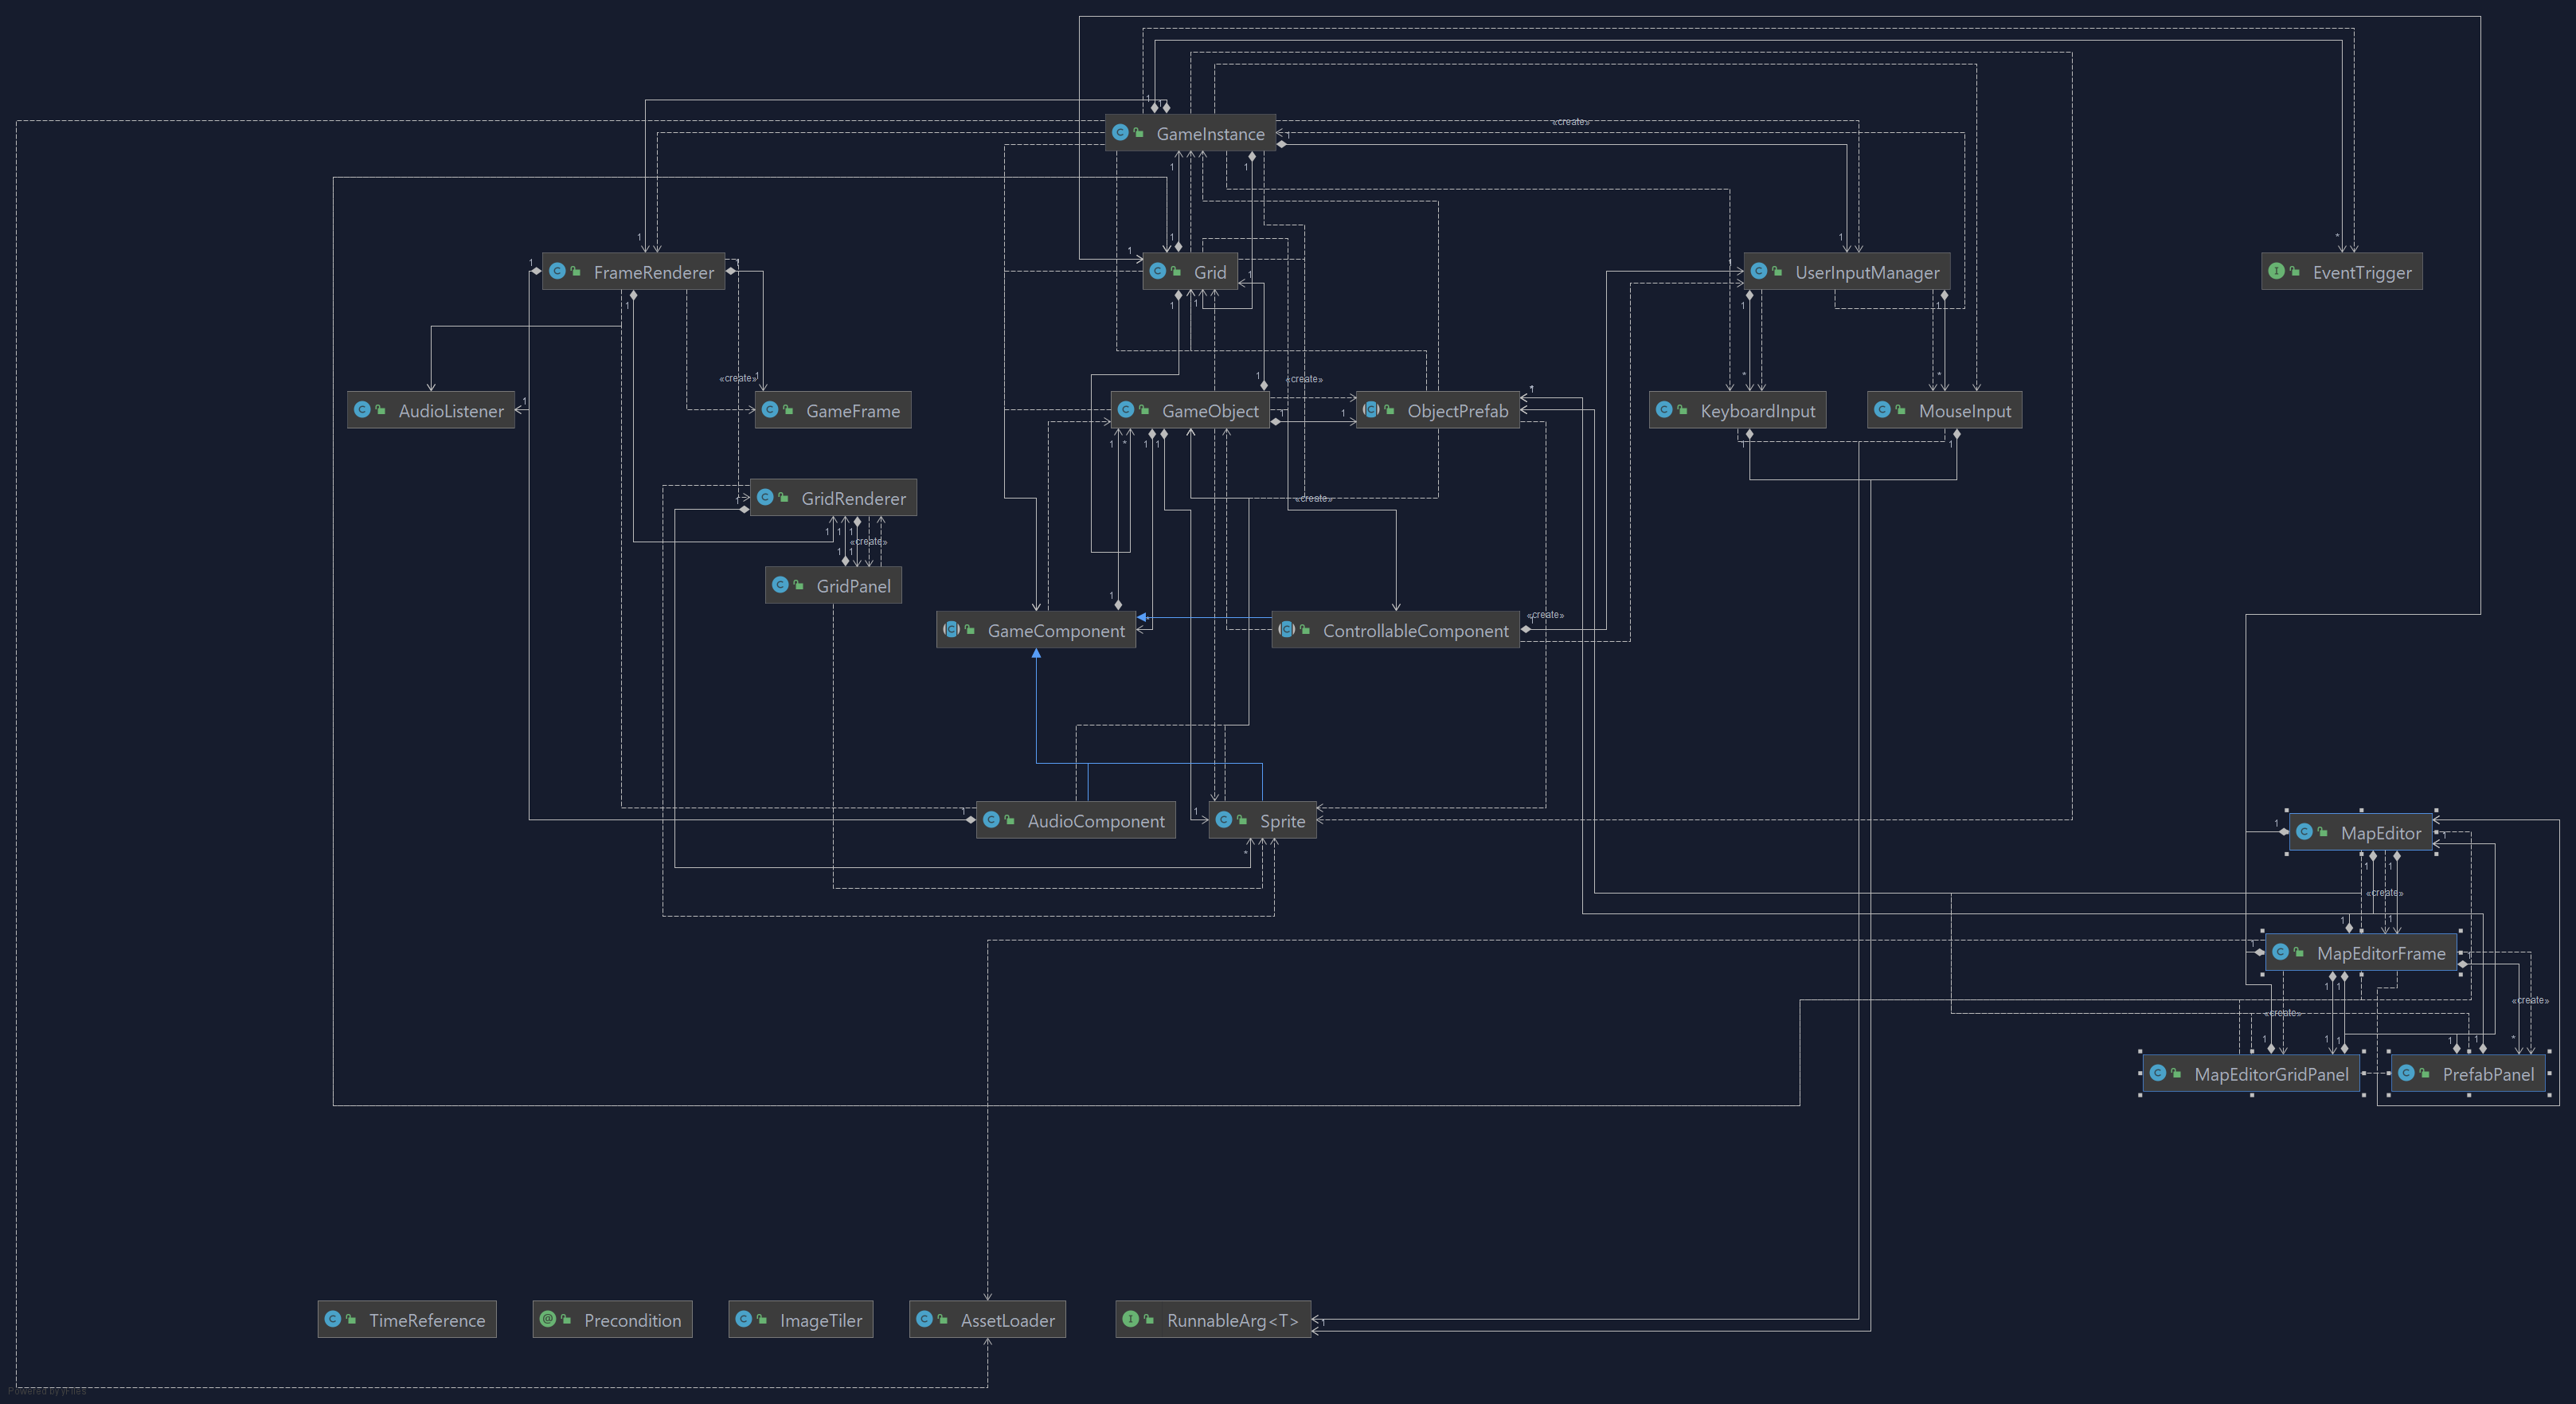 GameInstance
«create»
FrameRenderer
Grid
UserInputManager
EventTrigger
«create»
«create»
AudioListener
GameFrame
GameObject
ObjectPrefab
KeyboardInput
MouseInput
GridRenderer
«create»
«create»
GridPanel
«create»
GameComponent
ControllableComponent
AudioComponent
Sprite
MapEditor
«create»
MapEditorFrame
«create»
«create»
MapEditorGridPanel
PrefabPanel
TimeReference
Precondition
ImageTiler
AssetLoader
RunnableArg<T>
Powered by yFiles